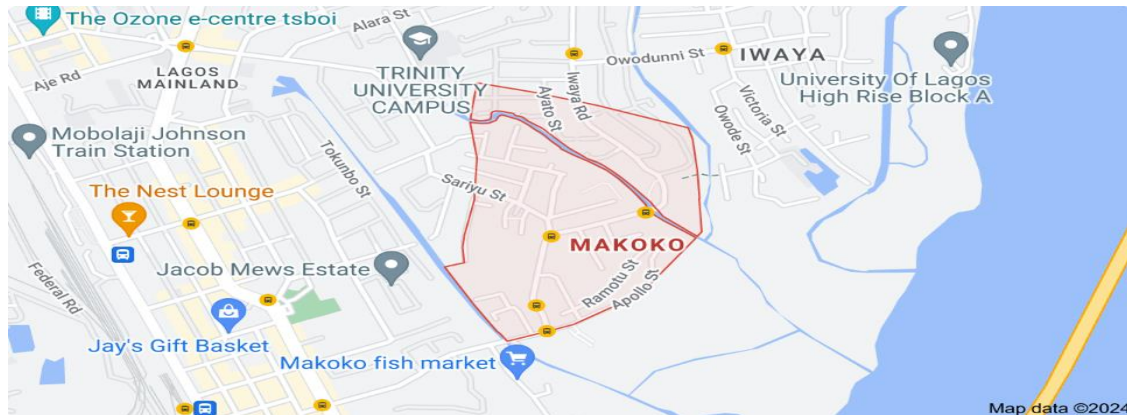 The Ozone e-centre tsboi
Alara St
Aje Rd
LAGOS
MAINLAND
TRINITY
UNIVERSITY
CAMPUS
Owodunni St
IWAYA
University Of Lagos
High Rise Block A
Iwaya Rd
Ayato St
Victoria St
Owode St
Mobolaji Johnson
Train Station
Tokunbo St
Sariyu St
The Nest Lounge
MAKOKO
Jacob Mews Estate
Federal Rd
Ramotu St
Apollo St
Jay's Gift Basket
Makoko fish market
Map data ©2024